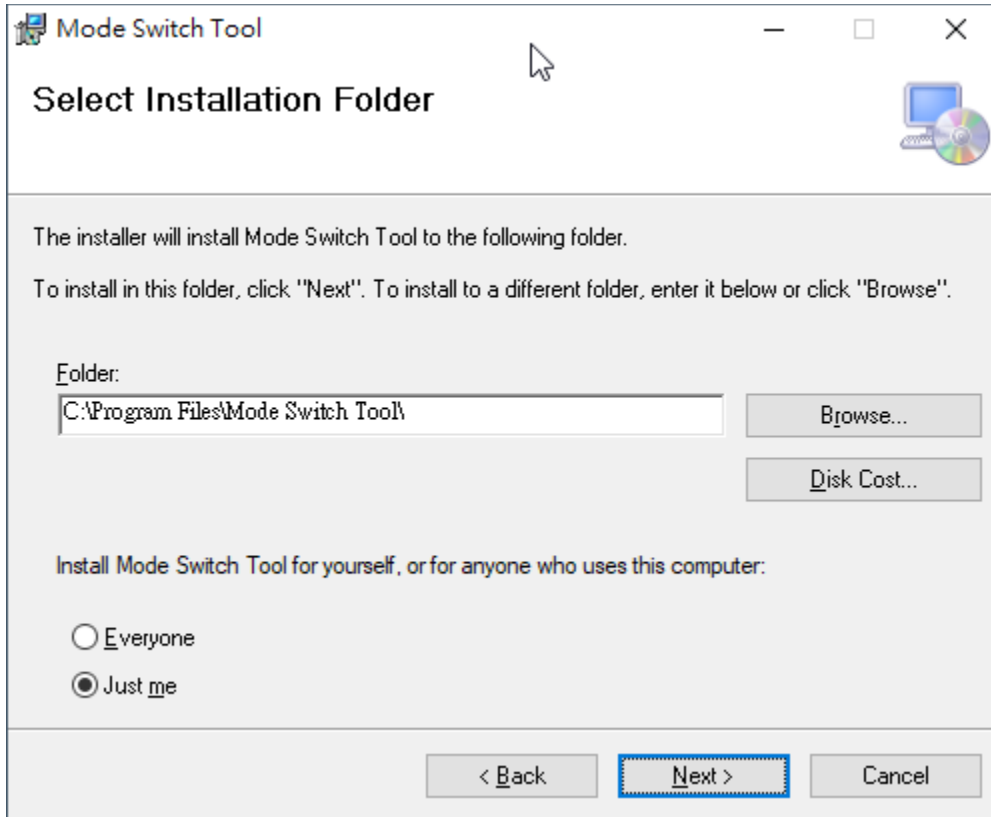 Mode Switch Tool
Select Installation Folder
The installer will install Mode Switch Tool to the following folder.
To install in this folder, click "Next". To install to a different folder, enter it below or click "Browse".
Folder:
C:\Program Files\Mode Switch Tool\
Browse...
Disk Cost...
Install Mode Switch Tool for yourself, or for anyone who uses this computer:
Everyone
Just me
< Back
Next >
Cancel